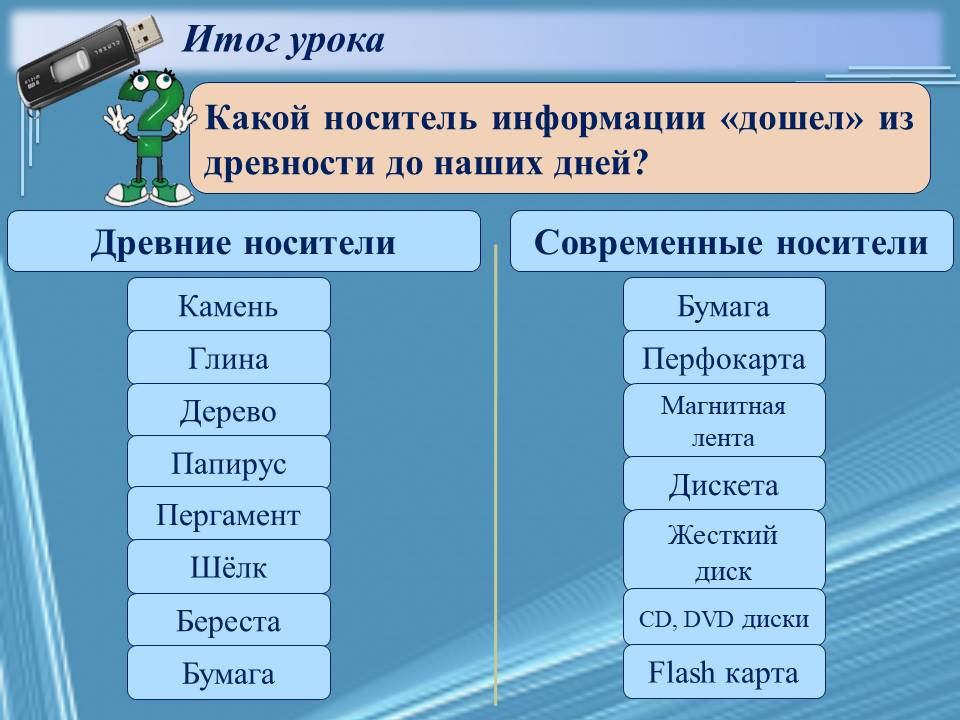 Итог урока
Какой носитель информации «дошел» из
древности до наших дней?
Древние носители
Камень
Глина
Дерево
Папирус
Пергамент
Шёлк
Береста
Бумага
Современные носители
Бумага
Перфокарта
Магнитная
лента
Дискета
Жесткий
диск
CD, DVD диски
Flash карта